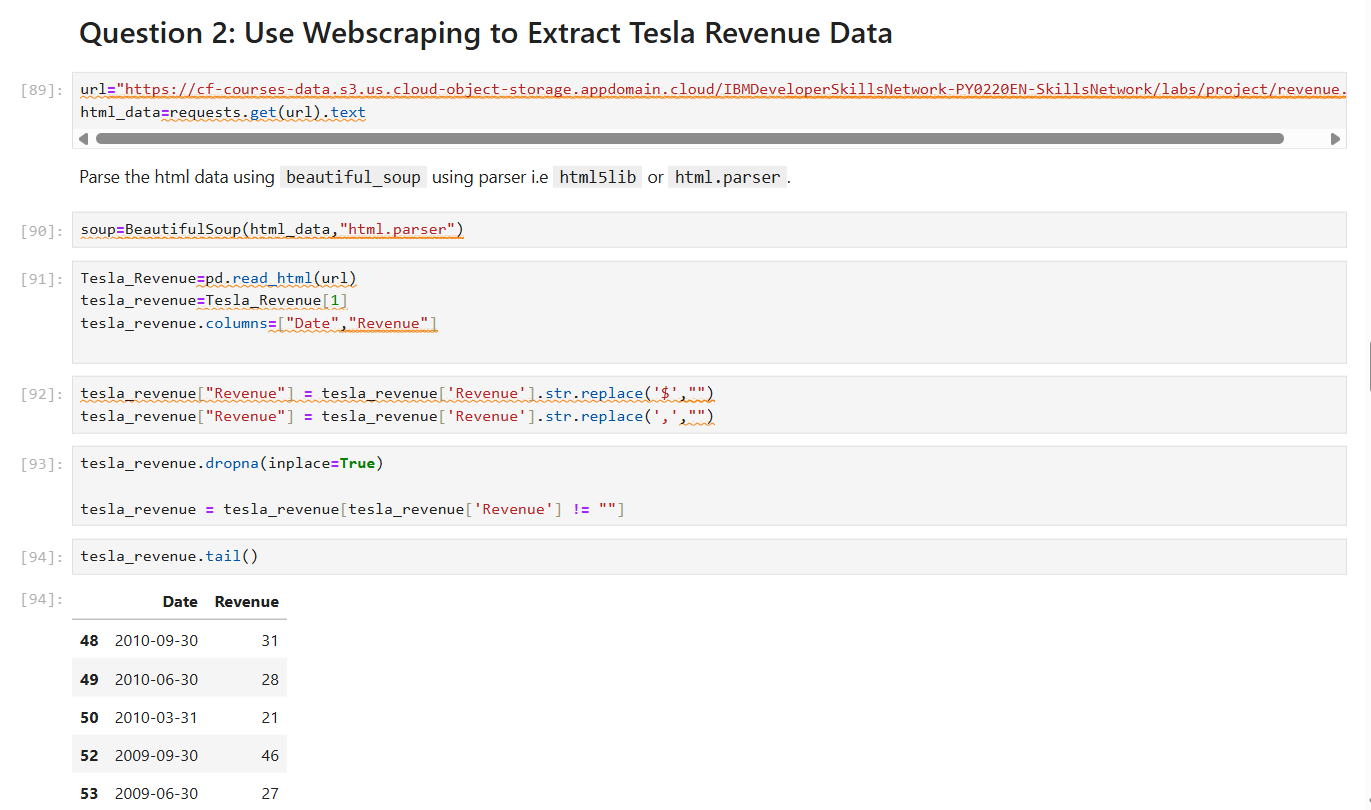 Question 2: Use Webscraping to Extract Tesla Revenue Data
[89]:
url="https://cf-courses-data.s3.us.cloud-object-storage.appdomain.cloud/IBMDeveloperSkillsNetwork-PY0220EN-SkillsNetwork/labs/project/revenue.
html_data=requests.get(url).text
Parse the html data using beautiful_soup using parser i.e html5lib or html.parser .
[90]:
soup=BeautifulSoup(html_data,"html.parser")
[91]:
Tesla_Revenue=pd.read_html(url)
tesla_revenue=Tesla_Revenue[1]
tesla_revenue.columns=["Date","Revenue"]
[92]:
tesla_revenue["Revenue"] = tesla_revenue['Revenue'].str.replace('$',"")
tesla_revenue["Revenue"] = tesla_revenue['Revenue'].str.replace(',',"")
[93]:
tesla_revenue.dropna(inplace=True)
tesla_revenue = tesla_revenue[tesla_revenue['Revenue'] != ""]
[94]:
tesla_revenue.tail()
[94]:
Date Revenue
48 2010-09-30 31
49 2010-06-30 28
50 2010-03-31 21
52 2009-09-30 46
53 2009-06-30 27